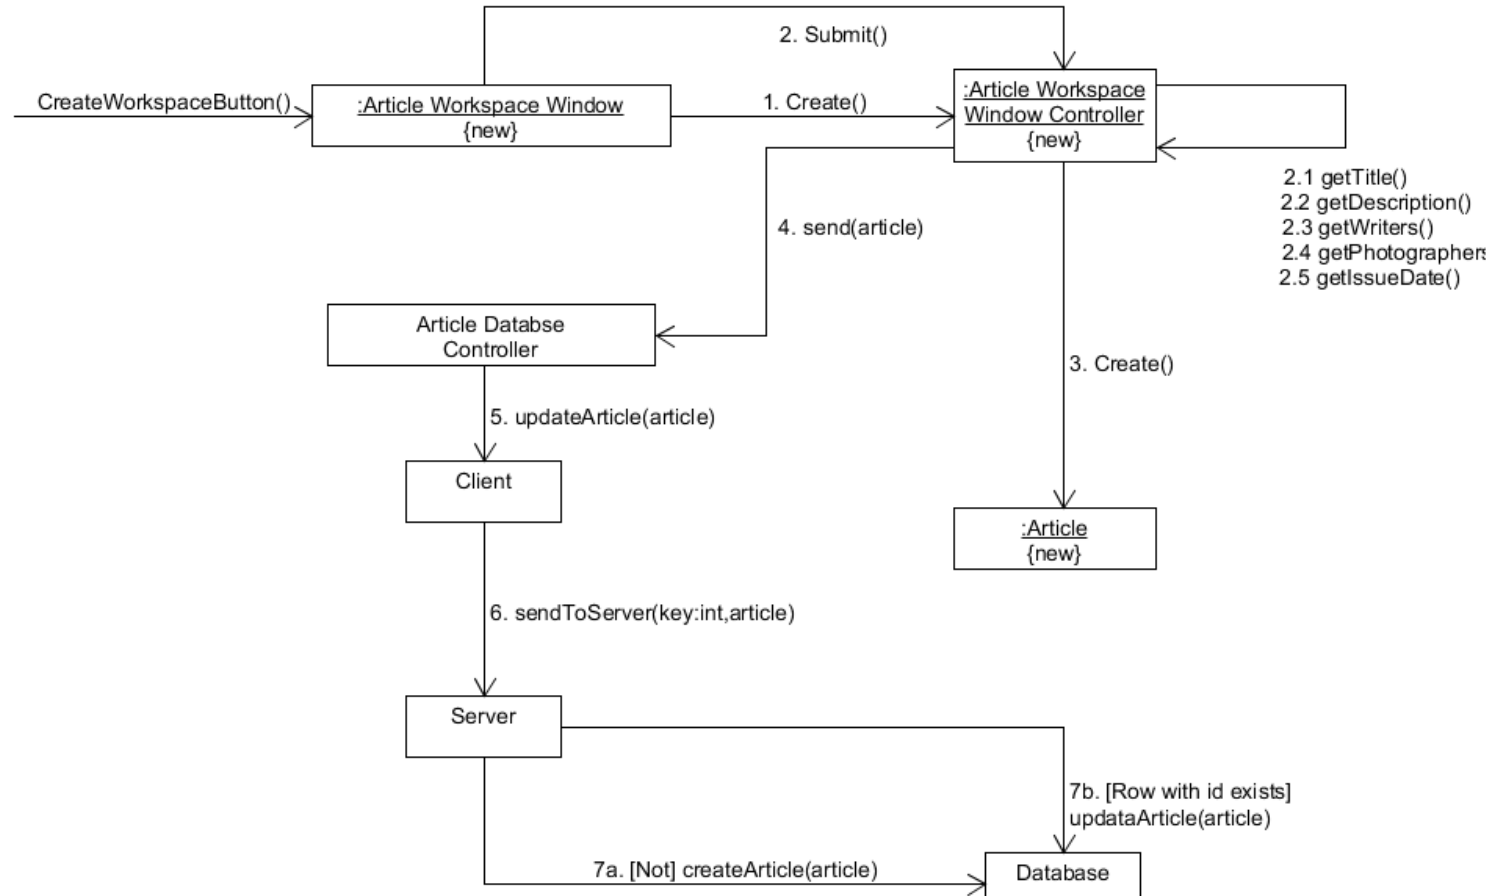 2. Submit()
CreateWorkspaceButton()
:Article Workspace Window
{new}
1. Create()
:Article Workspace
Window Controller
{new}
2.1 getTitle()
2.2 getDescription()
2.3 getWriters()
2.4 getPhotographers
2.5 getIssueDate()
4. send(article)
Article Databse
Controller
3. Create()
5. updateArticle(article)
Client
:Article
{new}
6. sendToServer(key:int,article)
Server
7b. [Row with id exists]
updataArticle(article)
7a. [Not] createArticle(article)
Database